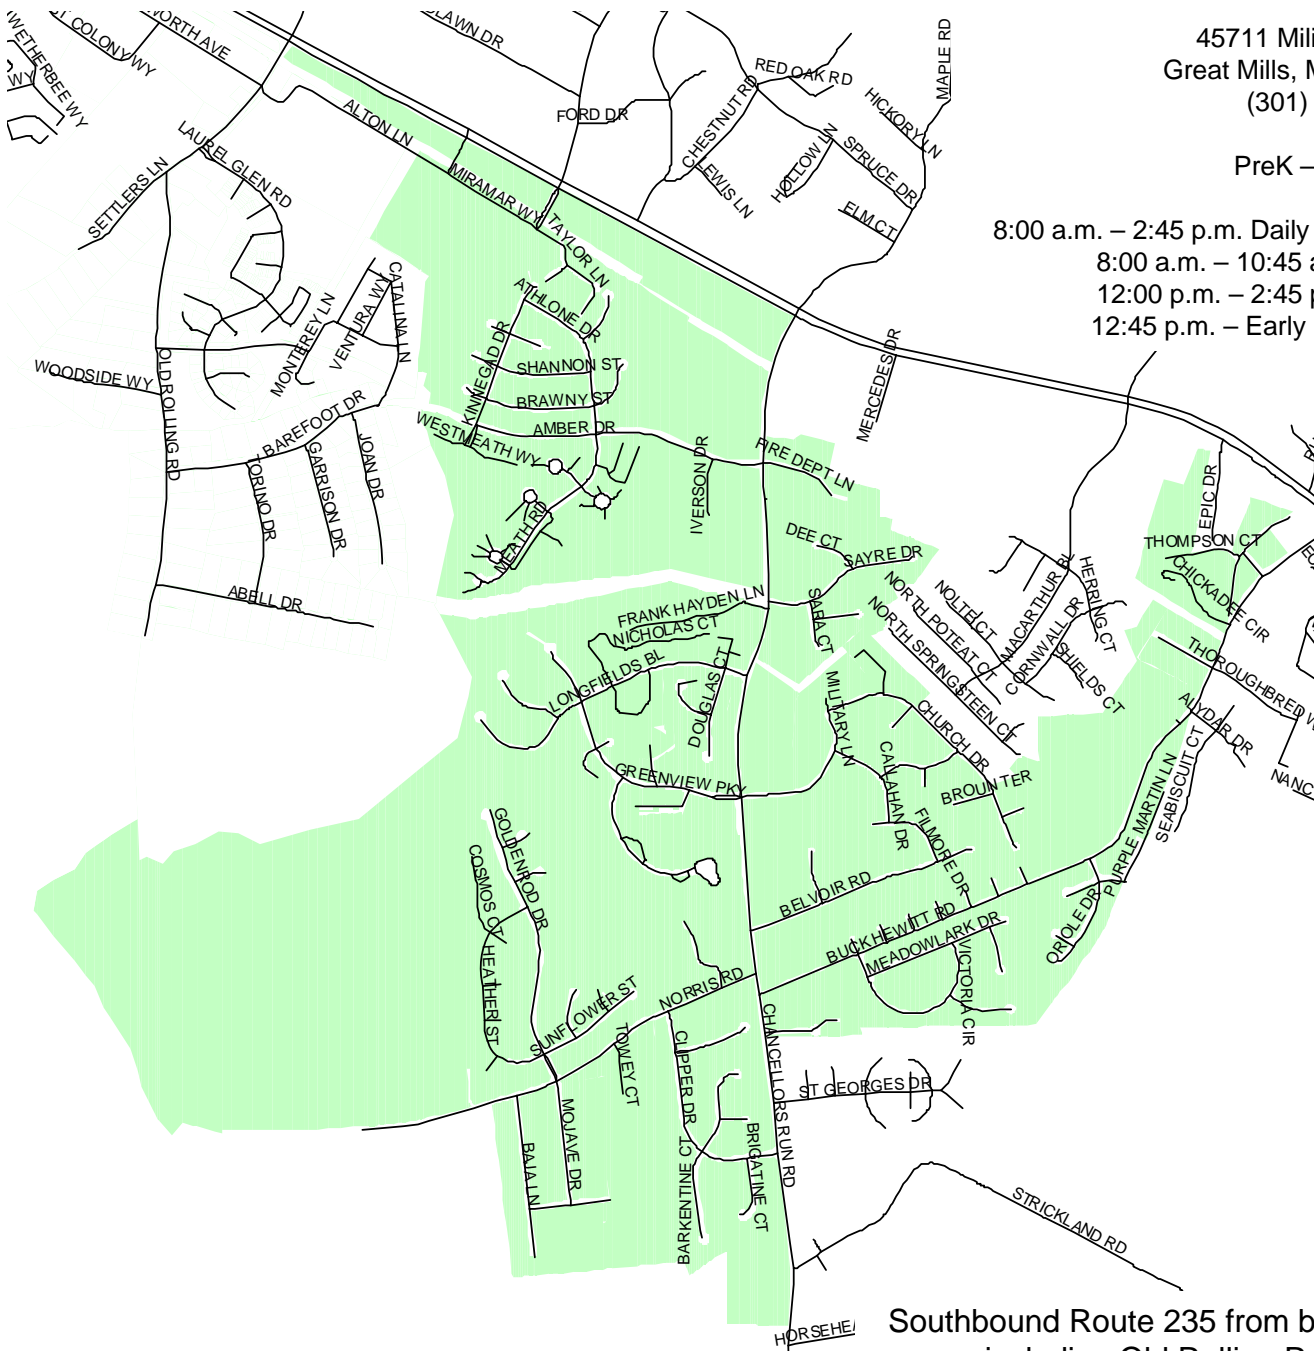 45711 Mili
Great Mills, M
(301)
PreK –
8:00 a.m. – 2:45 p.m. Daily
8:00 a.m. – 10:45 a
12:00 p.m. – 2:45 p
12:45 p.m. – Early
WETHERBEE WY
ST COLONY WY
NORTH AVE
WY
LAWN DR
FORD DR
RED OAK RD
MAPLE RD
CHESTNUT RD
LEWIS LN
HOLLOW LN
HICKORY LN
SPRUCE DR
ELM CT
ALTON LN
LAUREL GLEN RD
SETTLERS LN
MIRAMAR WY
TAYLOR LN
ATHLONE DR
KINNEGAD DR
SHANNON ST
BRAWNY ST
AMBER DR
WESTMEATH WY
MEATH RD
IVERSON DR
FIRE DEPT LN
MERCEDES DR
CATALINA LN
VENTURA WY
MONTEREY LN
WOODSIDE WY
OLD ROLLING RD
BAREFOOT DR
JOAN DR
GARRISON DR
TORINO DR
ABELL DR
DEE CT
SAYRE DR
SARA CT
FRANK HAYDEN LN
NICHOLAS CT
LONGFIELDS BL
DOUGLAS CT
GREENVIEW PKY
NORTH POTEAT CT
NORTH SPRINGSTEEN CT
NOLTE CT
MACARTHUR BL
HERRING CT
CORNWALL DR
SHIELDS CT
EPIC DR
THOMPSON CT
CHICKADEE CIR
THOROUGHBRED W
ALYDAR DR
SEABISCUIT CT
NANC
PURPLE MARTIN LN
ORIOLE DR
MILITARY LN
CALLAHAN DR
CHURCH DR
BROUNTER
FILMORE DR
BELVOIR RD
BUCK HEWITT RD
MEADOWLARK DR
VICTORIA CIR
GOLDENROD DR
COSMOS CT
HEATHER ST
SUNFLOWER ST
NORRIS RD
TOWEY CT
CLIPPER DR
CHANCELLORS RUN RD
ST GEORGES DR
MOJAVE DR
BAJA LN
BARKENTINE CT
BRIGATINE CT
STRICKLAND RD
HORSEHE
Southbound Route 235 from b